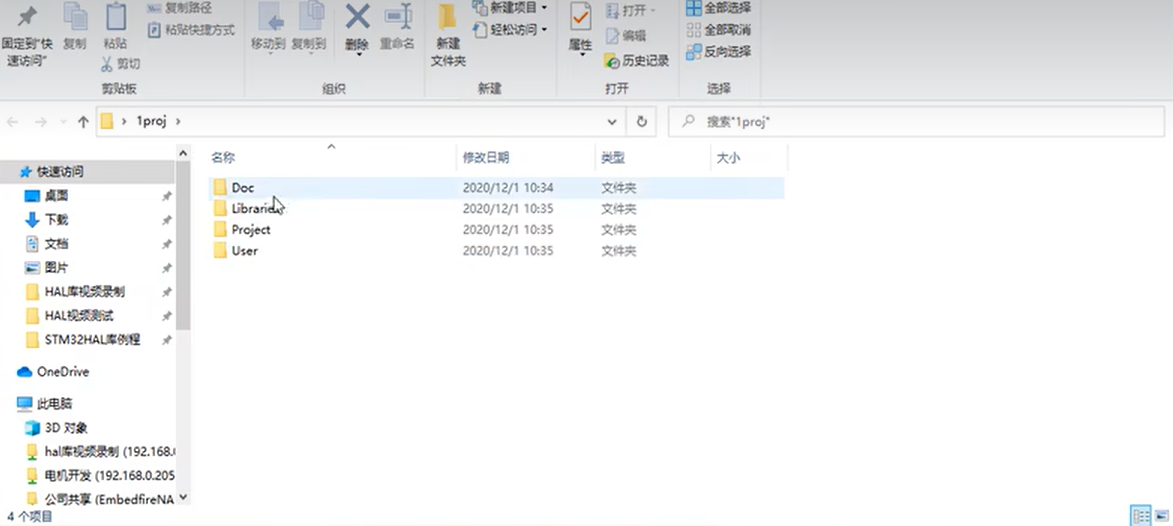 固定到"快
速访问"
复制
粘贴
复制路径
粘贴快捷方式
剪切
剪贴板
移动到
复制到
删除
重命名
组织
新建
文件夹
新建项目
轻松访问
新建
属性
打开
编辑
历史记录
打开
全部选择
全部取消
反向选择
选择
1proj
搜索"1proj"
快速访问
桌面
下载
文档
图片
HAL库视频录制
HAL视频测试
STM32HAL库例程
OneDrive
此电脑
3D 对象
hal库视频录制 (192.168.
电机开发 (192.168.0.205
公司共享 (EmbedfireNA
名称 修改日期 类型 大小
Doc 2020/12/1 10:34 文件夹
Librarie 2020/12/1 10:35 文件夹
Project 2020/12/1 10:35 文件夹
User 2020/12/1 10:35 文件夹
4 个项目